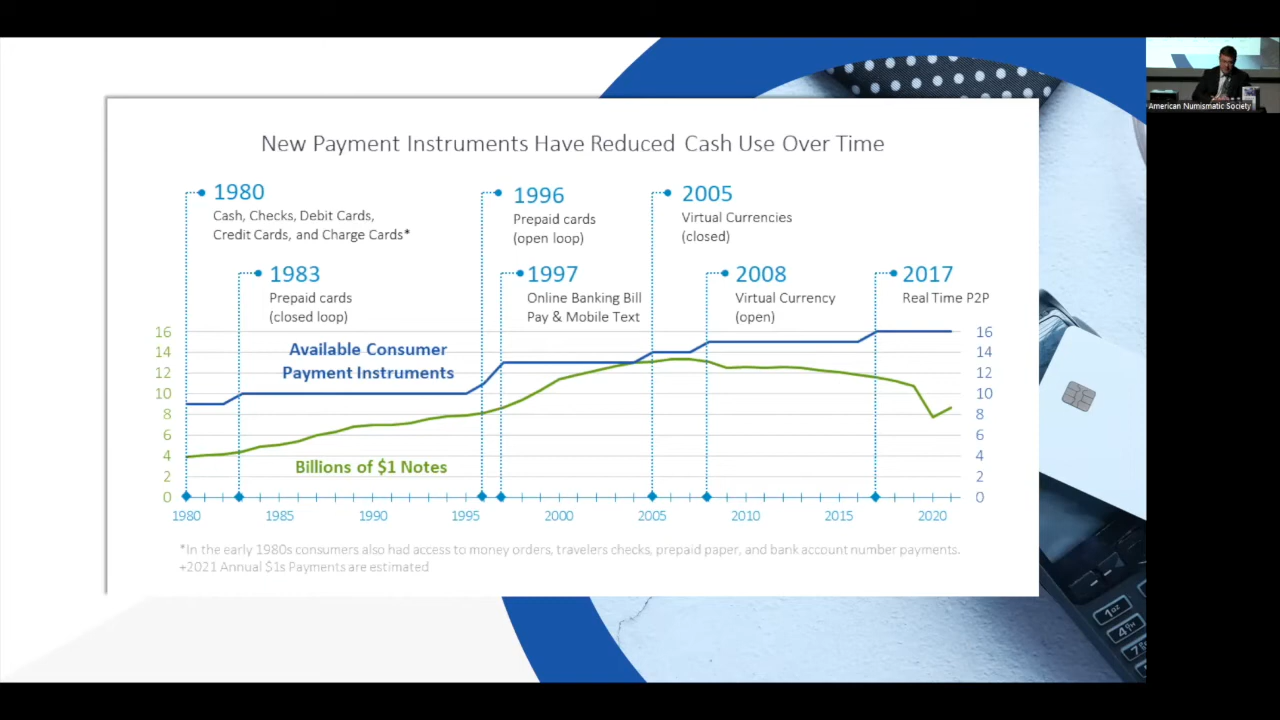 American Numismatic Society
New Payment Instruments Have Reduced Cash Use Over Time
1980
Cash, Checks, Debit Cards,
Credit Cards, and Charge Cards*
1996
Prepaid cards
(open loop)
2005
Virtual Currencies
(closed)
1983
Prepaid cards
(closed loop)
1997
Online Banking Bill
Pay & Mobile Text
2008
Virtual Currency
(open)
2017
Real Time P2P
Available Consumer
Payment Instruments
Billions of $1 Notes
16
14
12
10
8
6
4
2
0
16
14
12
10
8
6
4
2
0
1980 1985 1990 1995 2000 2005 2010 2015 2020
*In the early 1980s consumers also had access to money orders, travelers checks, prepaid paper, and bank account number payments.
+2021 Annual $1s Payments are estimated